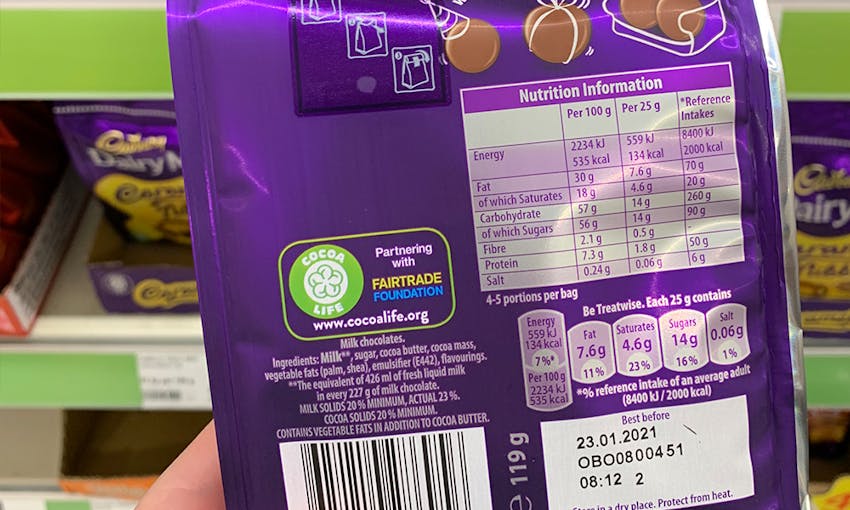 Nutrition Information
Per 100 g Per 25 g *Reference Intakes
Energy 2234 kJ 559 kJ 8400 kJ
535 kcal 134 kcal 2000 kcal
Fat 30 g 7.6 g 70 g
of which Saturates 18 g 4.6 g 20 g
Carbohydrate 57 g 14 g 260 g
of which Sugars 56 g 14 g 90 g
Fibre 2.1 g 0.5 g -
Protein 7.3 g 1.8 g 50 g
Salt 0.24 g 0.06 g 6 g
4-5 portions per bag
Be Treatwise. Each 25 g contains
Energy
559 kJ
134 kcal
7%*
Per 100 g
2234 kJ
535 kcal
Fat
7.6g
11%
Saturates
4.6g
23%
Sugars
14g
16%
Salt
0.06g
1%
*% reference intake of an average adult
(8400 kJ / 2000 kcal)
COCOA
LIFE
Partnering
with
FAIRTRADE
FOUNDATION
www.cocoalife.org
Milk chocolates.
Ingredients: Milk**, sugar, cocoa butter, cocoa mass,
vegetable fats (palm, shea), emulsifier (E442), flavourings.
**The equivalent of 426 ml of fresh liquid milk
in every 227 g of milk chocolate.
MILK SOLIDS 20 % MINIMUM, ACTUAL 23 %.
COCOA SOLIDS 20 % MINIMUM.
CONTAINS VEGETABLE FATS IN ADDITION TO COCOA BUTTER.
e 119 g
Best before
23.01.2021
OBO0800451
08:12 2
Store in a dry place. Protect from heat.
Cadbury
Dairy
Cadbury
airy